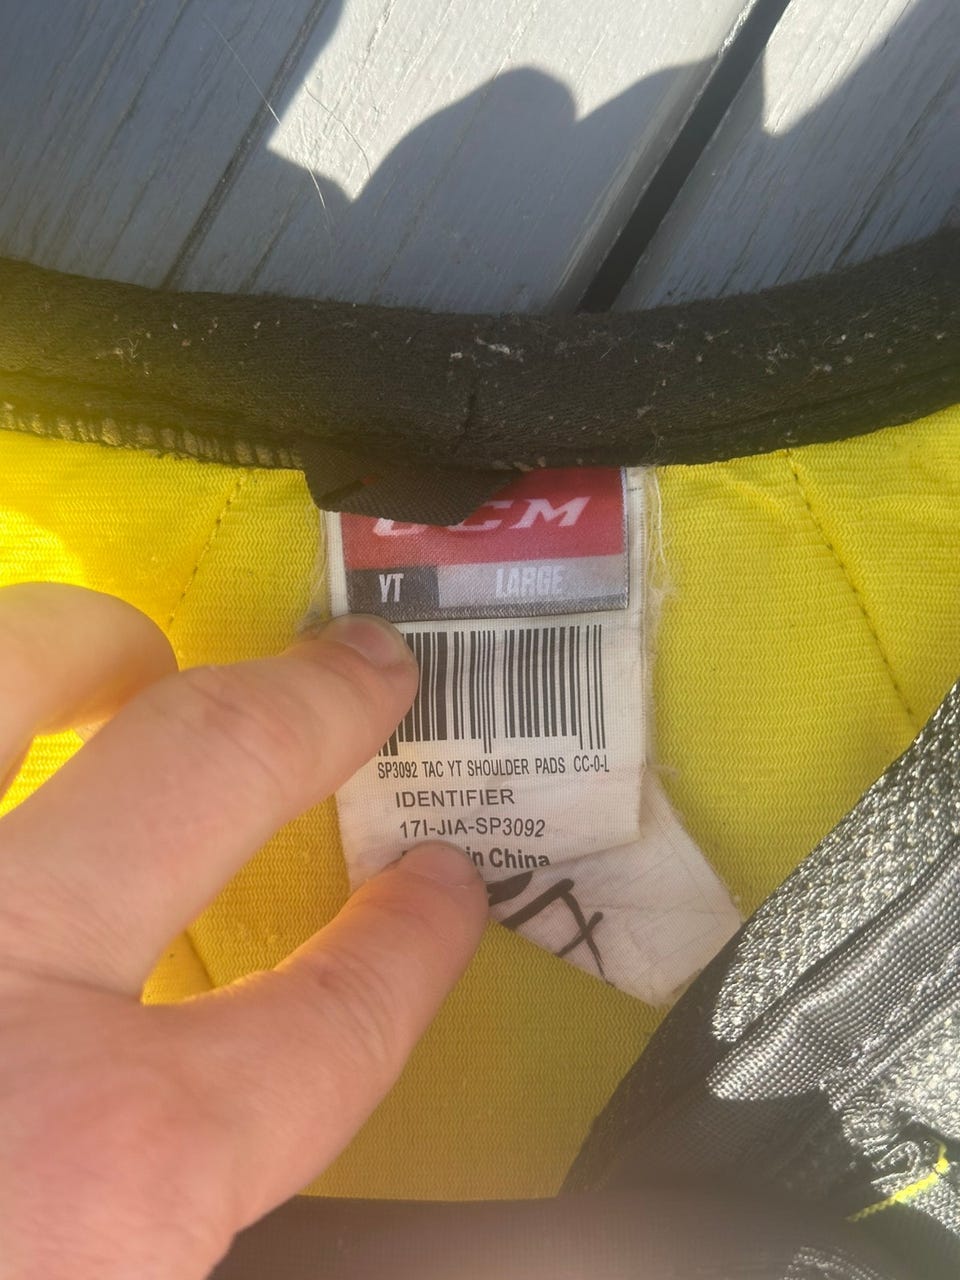 CCM
YT LARGE
SP3092 TAC YT SHOULDER PADS CC-0-L
IDENTIFIER
17I-JIA-SP3092
in China